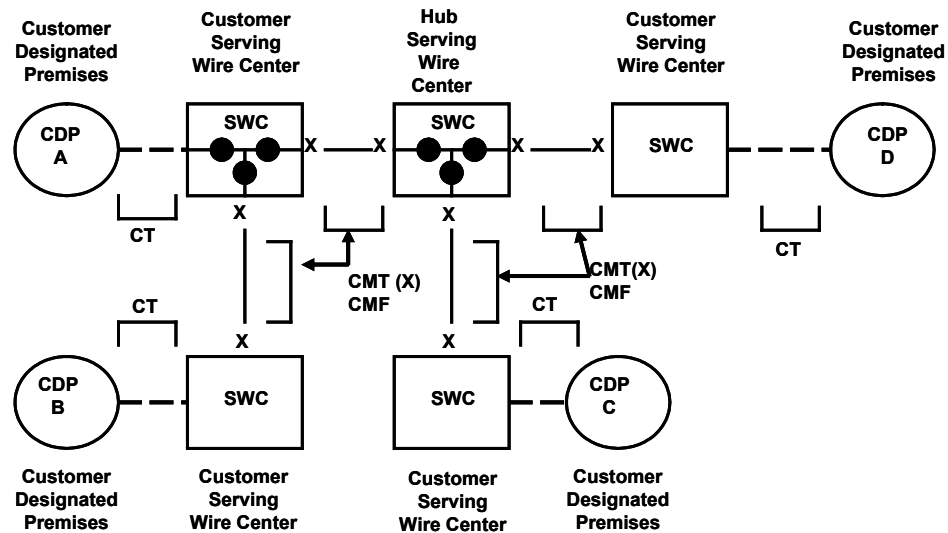 Customer
Designated
Premises
Customer
Serving
Wire Center
Hub
Serving
Wire
Center
Customer
Serving
Wire Center
Customer
Designated
Premises
CDP
A
SWC
X
X
SWC
X
X
SWC
CDP
D
CT
X
X
CT
CMT (X)
CMF
CMT(X)
CMF
CT
CT
X
X
CDP
B
SWC
SWC
CDP
C
Customer
Designated
Premises
Customer
Serving
Wire Center
Customer
Serving
Wire Center
Customer
Designated
Premises